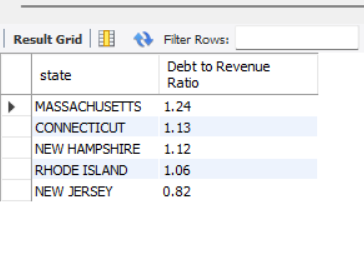 Result Grid Filter Rows:
state Debt to Revenue
Ratio
MASSACHUSETTS 1.24
CONNECTICUT 1.13
NEW HAMPSHIRE 1.12
RHODE ISLAND 1.06
NEW JERSEY 0.82